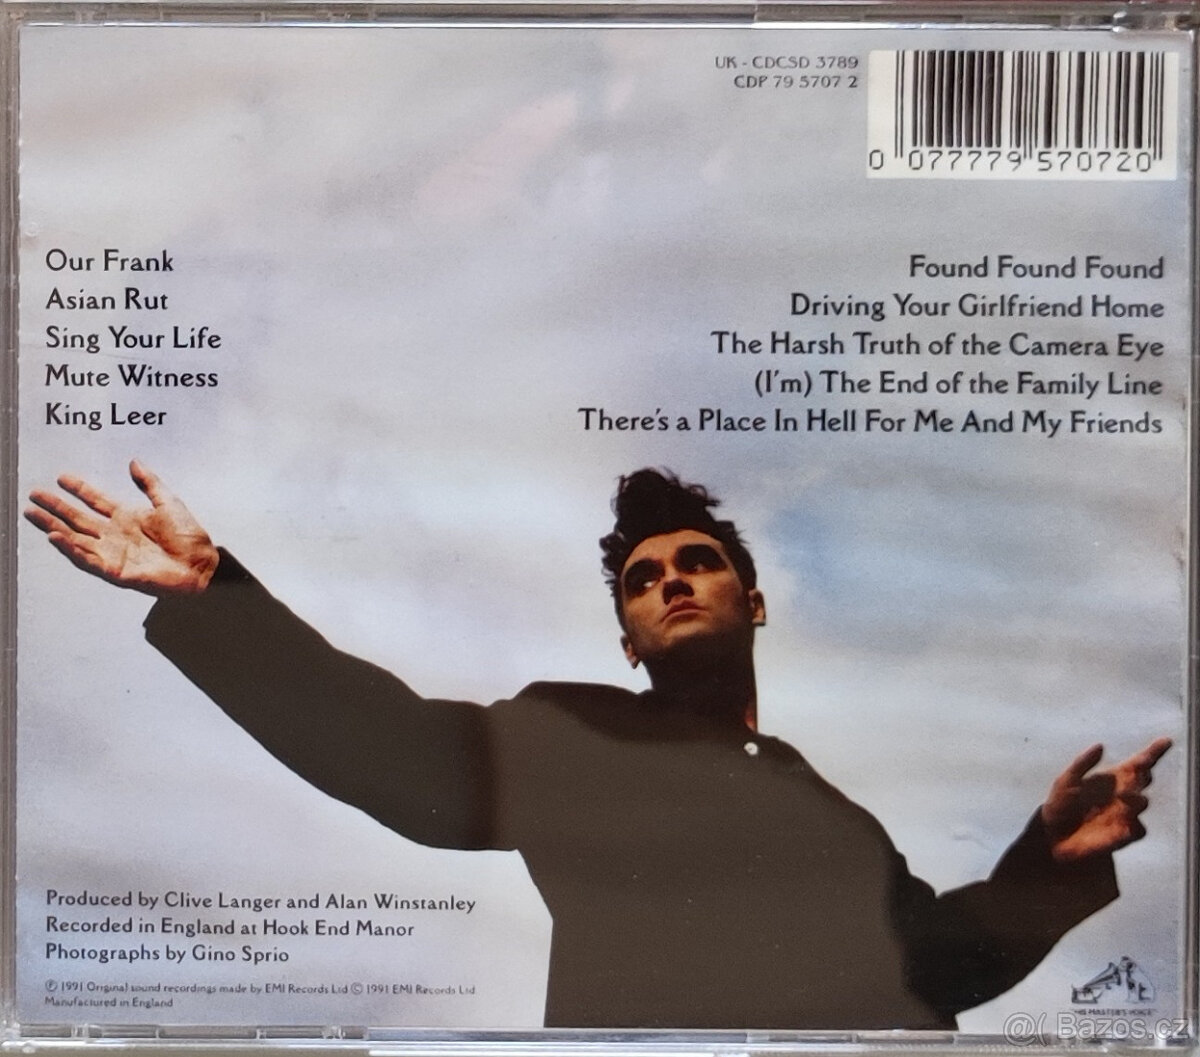 UK - CDCSD 3789
CDP 79 5707 2
0 077779 570720
Our Frank
Asian Rut
Sing Your Life
Mute Witness
King Leer
Found Found Found
Driving Your Girlfriend Home
The Harsh Truth of the Camera Eye
(I'm) The End of the Family Line
There's a Place In Hell For Me And My Friends
Produced by Clive Langer and Alan Winstanley
Recorded in England at Hook End Manor
Photographs by Gino Sprio
℗ 1991 Original sound recordings made by EMI Records Ltd © 1991 EMI Records Ltd
Manufactured in England
"HIS MASTER'S VOICE"
@( Bazos.cz